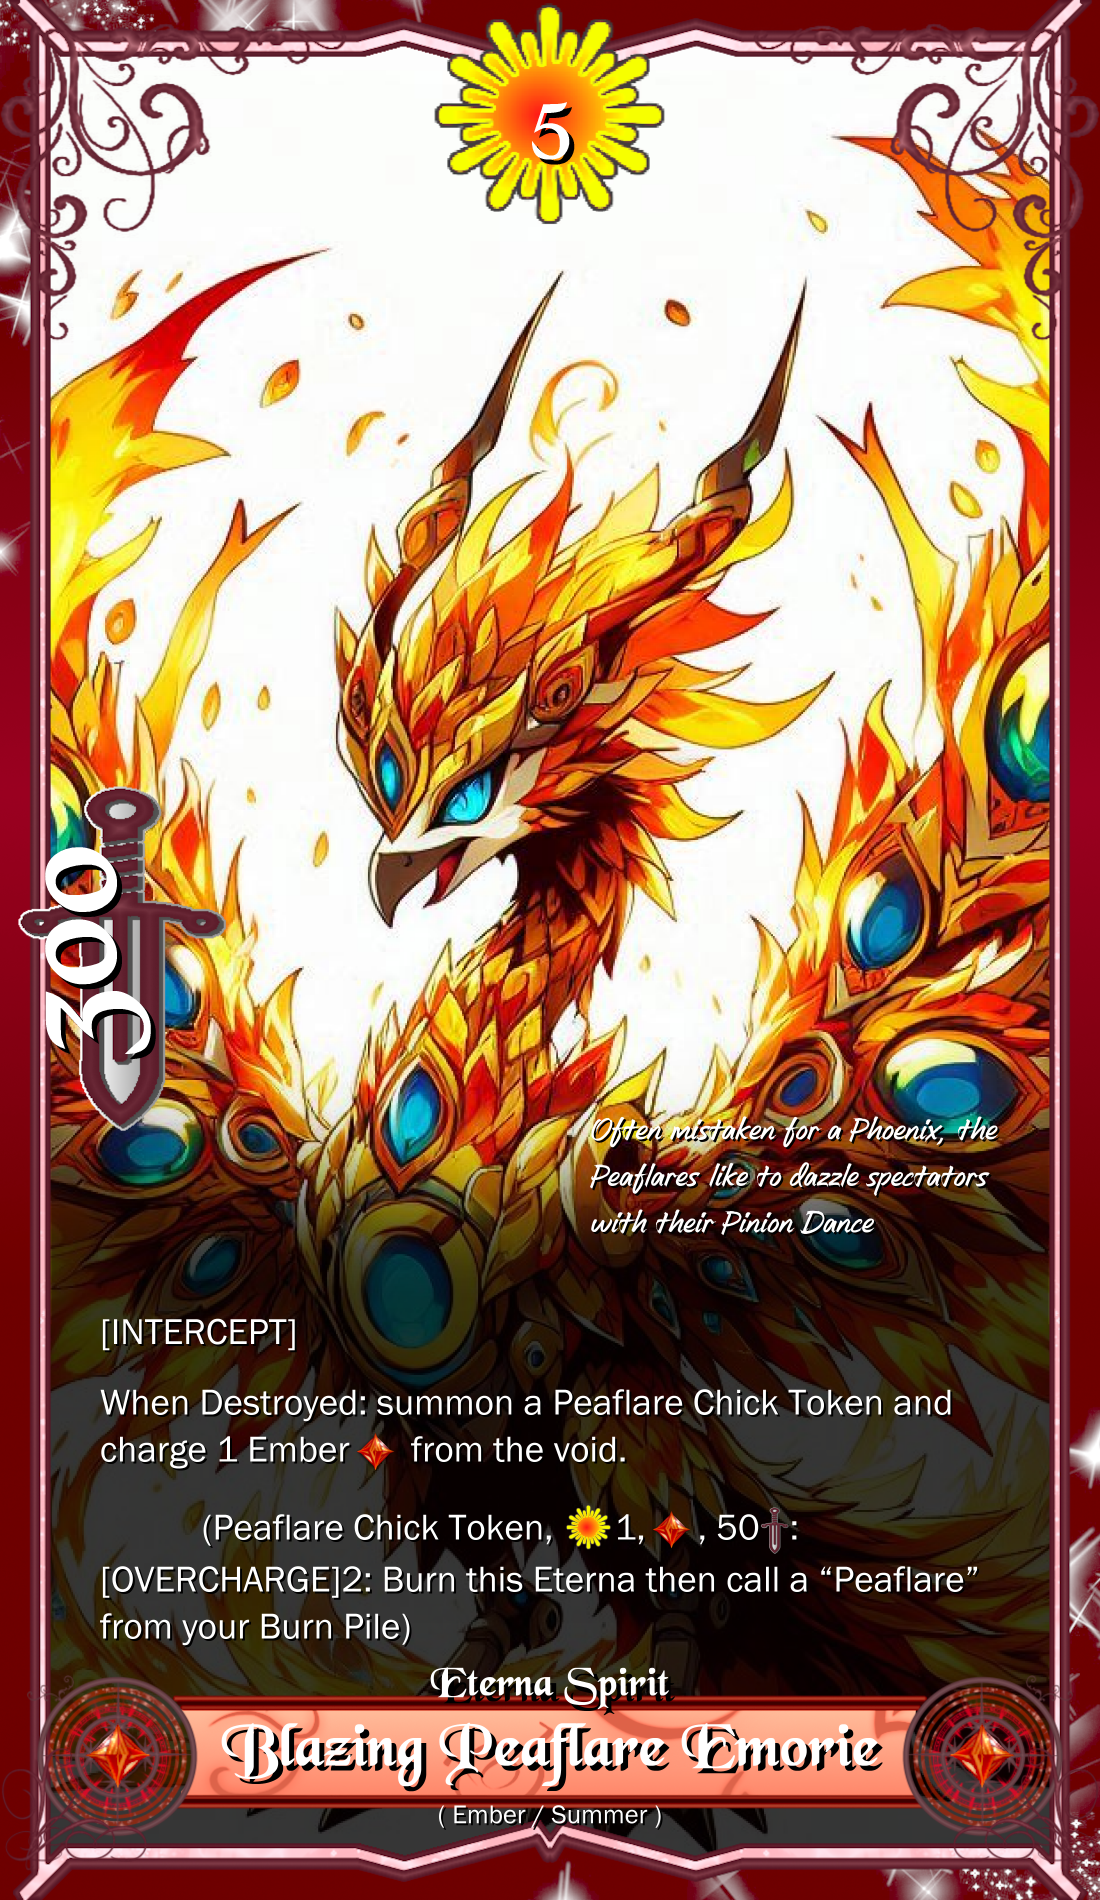 5
300
Often mistaken for a Phoenix, the
Peaflares like to dazzle spectators
with their Pinion Dance
[INTERCEPT]
When Destroyed: summon a Peaflare Chick Token and
charge 1 Ember from the void.
(Peaflare Chick Token, 1, , 50 :
[OVERCHARGE]2: Burn this Eterna then call a “Peaflare”
from your Burn Pile)
Eterna Spirit
Blazing Peaflare Emorie
( Ember / Summer )